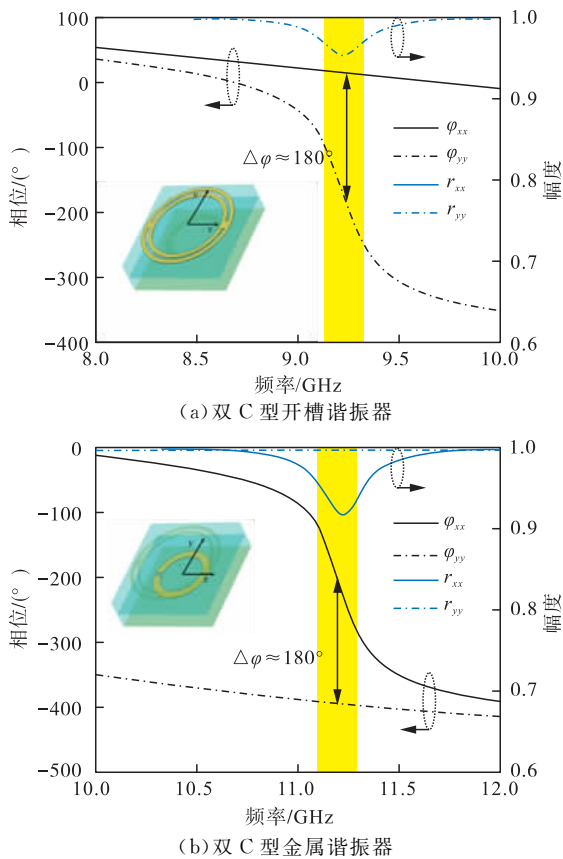 100
0
-100
-200
-300
-400
相位/(°)
1.0
0.9
0.8
0.7
0.6
幅度
△φ≈180°
φxx
φyy
rxx
ryy
y
x
8.0 8.5 9.0 9.5 10.0
频率/GHz
(a)双 C 型开槽谐振器
0
-100
-200
-300
-400
-500
相位/(°)
1.0
0.9
0.8
0.7
0.6
幅度
φxx
φyy
rxx
ryy
△φ≈180°
y
x
10.0 10.5 11.0 11.5 12.0
频率/GHz
(b)双 C 型金属谐振器